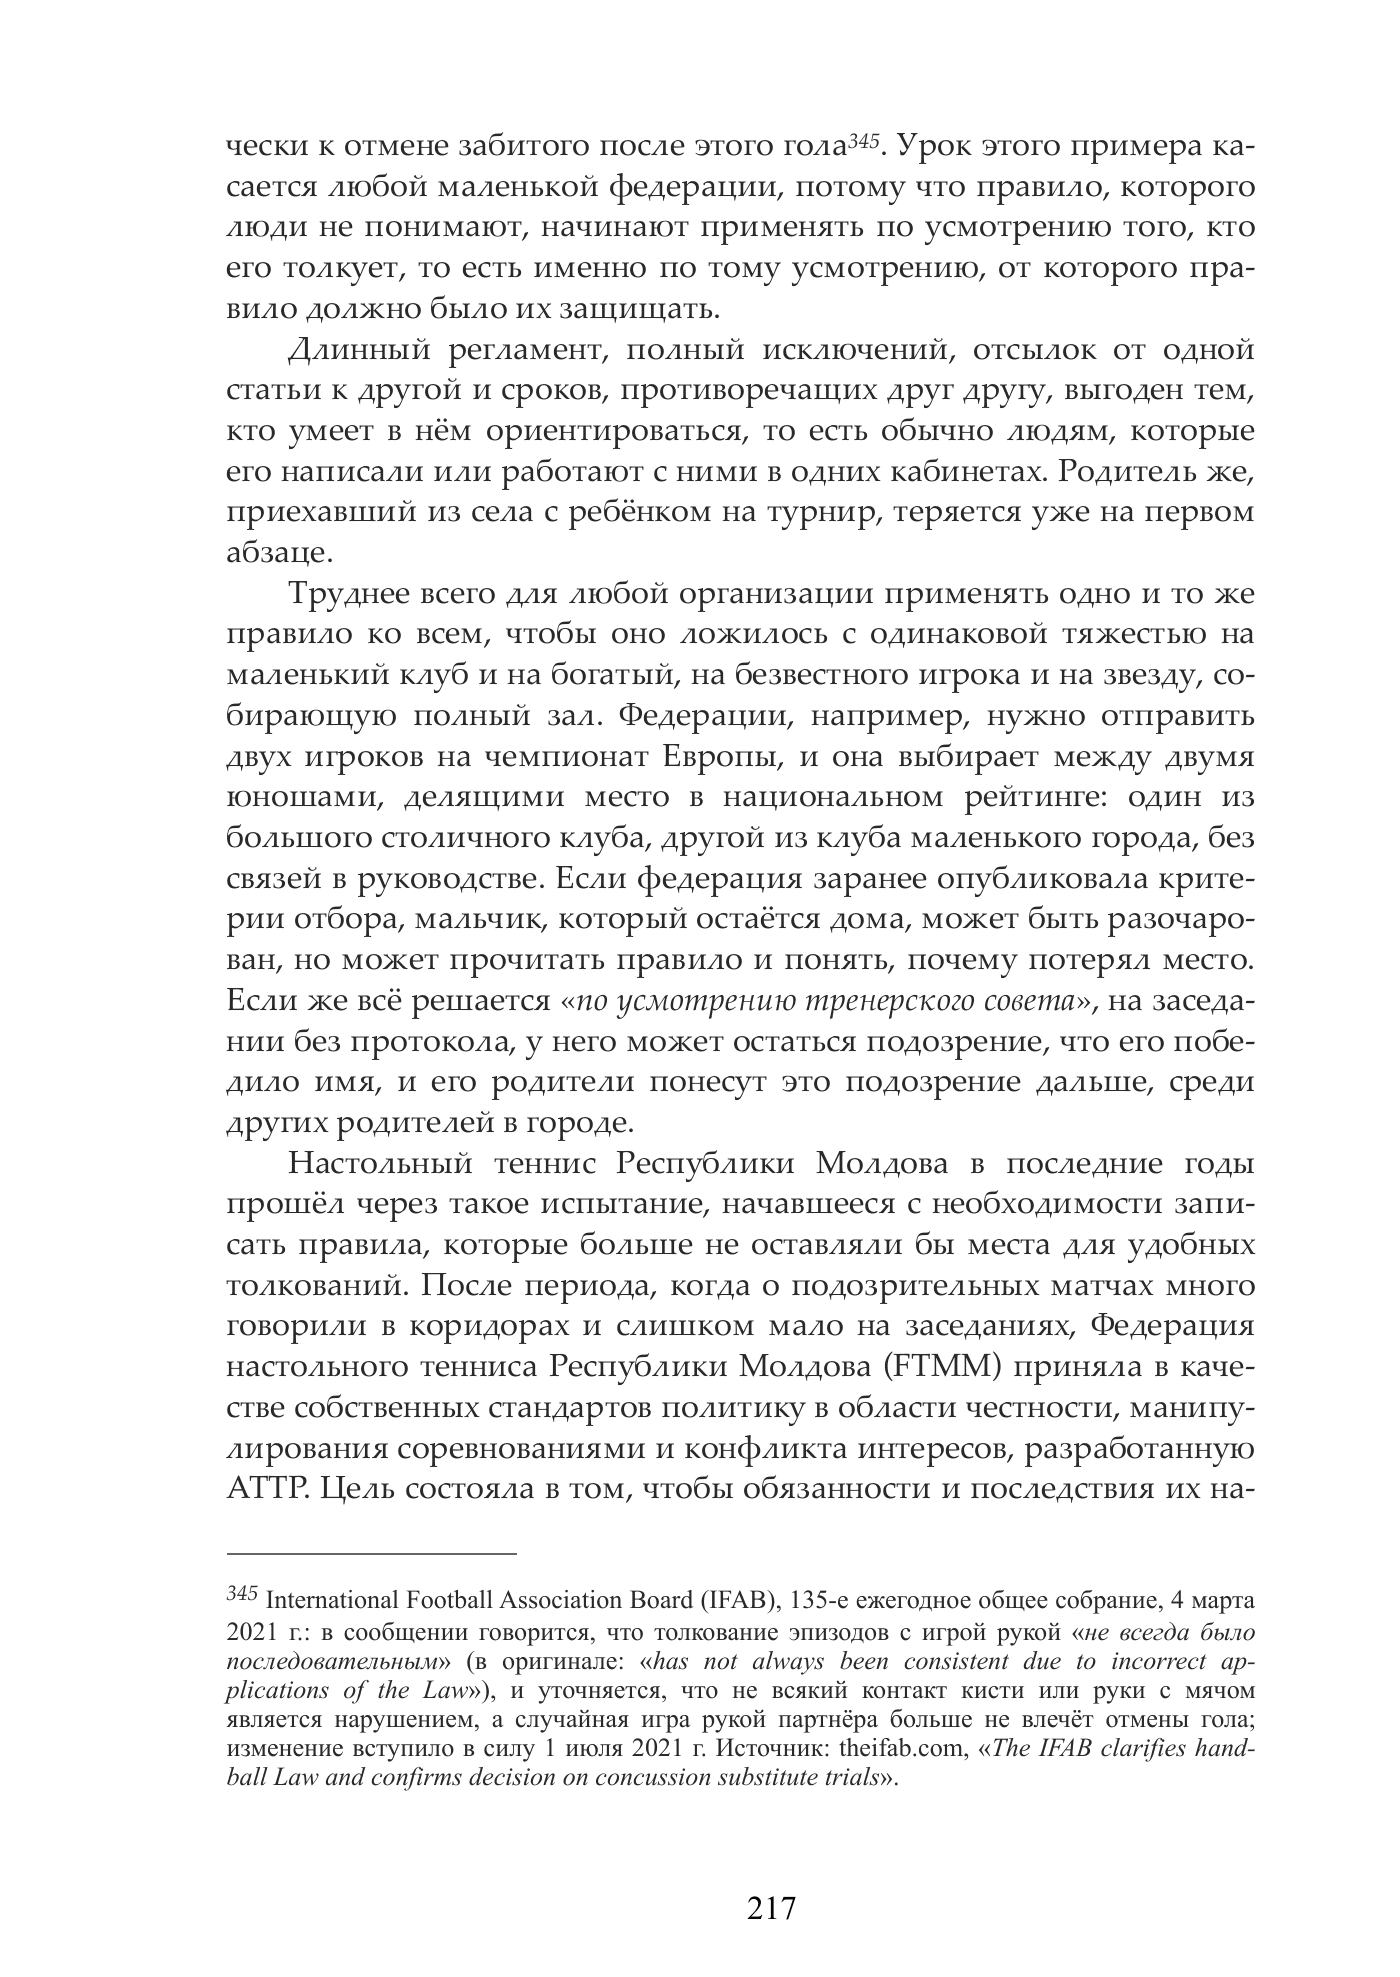 чески к отмене забитого после этого гола345. Урок этого примера ка-
сается любой маленькой федерации, потому что правило, которого
люди не понимают, начинают применять по усмотрению того, кто
его толкует, то есть именно по тому усмотрению, от которого пра-
вило должно было их защищать.
Длинный регламент, полный исключений, отсылок от одной
статьи к другой и сроков, противоречащих друг другу, выгоден тем,
кто умеет в нём ориентироваться, то есть обычно людям, которые
его написали или работают с ними в одних кабинетах. Родитель же,
приехавший из села с ребёнком на турнир, теряется уже на первом
абзаце.
Труднее всего для любой организации применять одно и то же
правило ко всем, чтобы оно ложилось с одинаковой тяжестью на
маленький клуб и на богатый, на безвестного игрока и на звезду, со-
бирающую полный зал. Федерации, например, нужно отправить
двух игроков на чемпионат Европы, и она выбирает между двумя
юношами, делящими место в национальном рейтинге: один из
большого столичного клуба, другой из клуба маленького города, без
связей в руководстве. Если федерация заранее опубликовала крите-
рии отбора, мальчик, который остаётся дома, может быть разочаро-
ван, но может прочитать правило и понять, почему потерял место.
Если же всё решается «по усмотрению тренерского совета», на заседа-
нии без протокола, у него может остаться подозрение, что его побе-
дило имя, и его родители понесут это подозрение дальше, среди
других родителей в городе.
Настольный теннис Республики Молдова в последние годы
прошёл через такое испытание, начавшееся с необходимости запи-
сать правила, которые больше не оставляли бы места для удобных
толкований. После периода, когда о подозрительных матчах много
говорили в коридорах и слишком мало на заседаниях, Федерация
настольного тенниса Республики Молдова (FTMM) приняла в каче-
стве собственных стандартов политику в области честности, манипу-
лирования соревнованиями и конфликта интересов, разработанную
ATTP. Цель состояла в том, чтобы обязанности и последствия их на-
345 International Football Association Board (IFAB), 135-е ежегодное общее собрание, 4 марта
2021 г.: в сообщении говорится, что толкование эпизодов с игрой рукой «не всегда было
последовательным» (в оригинале: «has not always been consistent due to incorrect ap-
plications of the Law»), и уточняется, что не всякий контакт кисти или руки с мячом
является нарушением, а случайная игра рукой партнёра больше не влечёт отмены гола;
изменение вступило в силу 1 июля 2021 г. Источник: theifab.com, «The IFAB clarifies hand-
ball Law and confirms decision on concussion substitute trials».
217